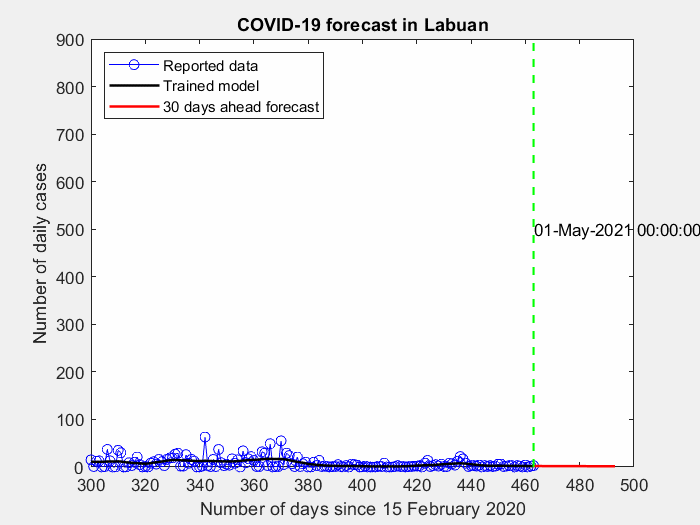 COVID-19 forecast in Labuan
900
800
700
600
500
400
300
200
100
0
Number of daily cases
Reported data
Trained model
30 days ahead forecast
01-May-2021 00:00:00
300 320 340 360 380 400 420 440 460 480 500
Number of days since 15 February 2020